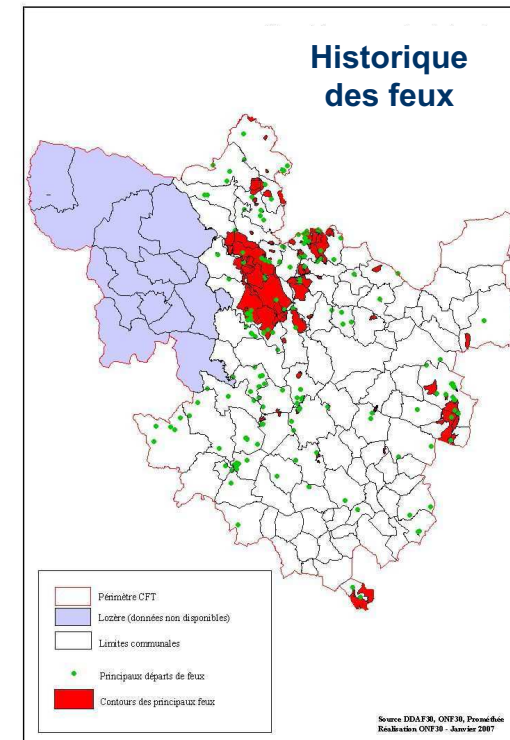 Historique
des feux
Périmètre CFT
Lozère (données non disponibles)
Limites communales
Principaux départs de feux
Contours des principaux feux
Source DDAF30, ONF30, Prométhée
Réalisation ONF30 - Janvier 2007